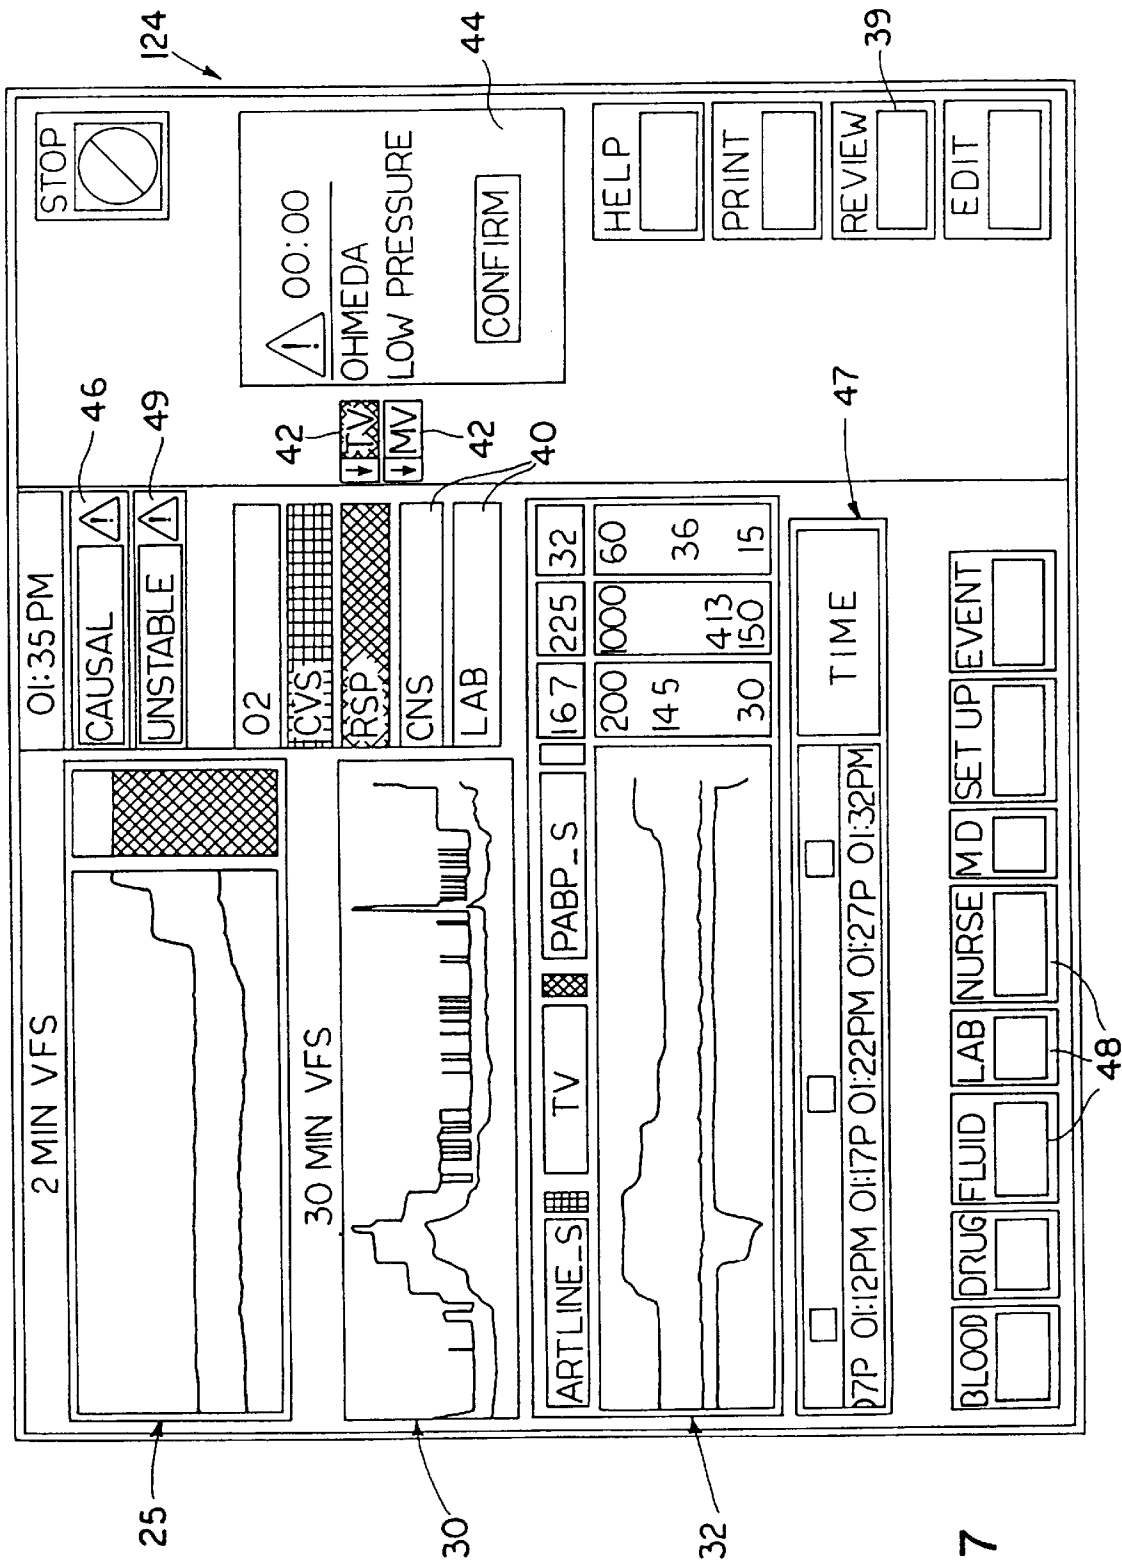 124
2 MIN VFS
01:35PM
STOP
CAUSAL
46
UNSTABLE
49
25
00:00
OHMEDA
LOW PRESSURE
CONFIRM
44
30 MIN VFS
02
CVS
RSP
CNS
LAB
42
TV
MV
42
40
30
ARTLINE_S
TV
PABP_S
167
225
32
200
1000
60
145
413
36
30
150
15
32
HELP
PRINT
REVIEW
39
EDIT
07P 01:12PM 01:17P 01:22PM 01:27P 01:32PM
TIME
47
BLOOD
DRUG
FLUID
LAB
NURSE
MD
SET UP
EVENT
48
7